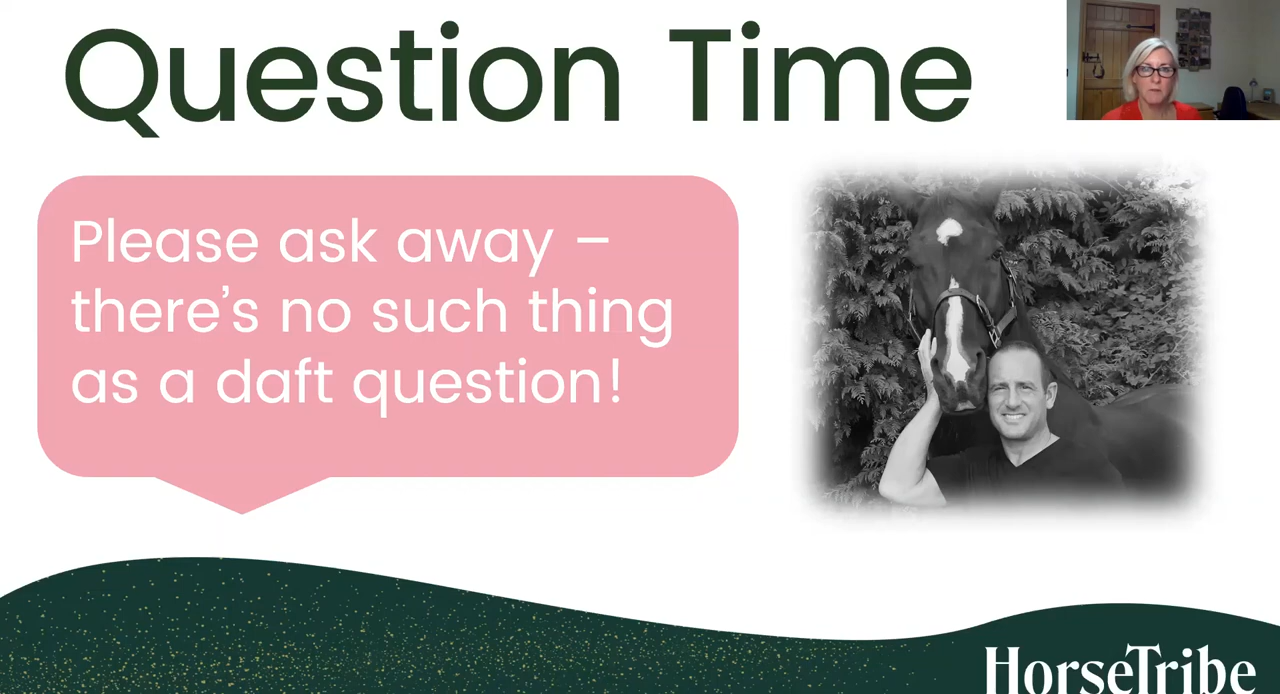 Question Time
Please ask away –
there's no such thing
as a daft question!
HorseTribe